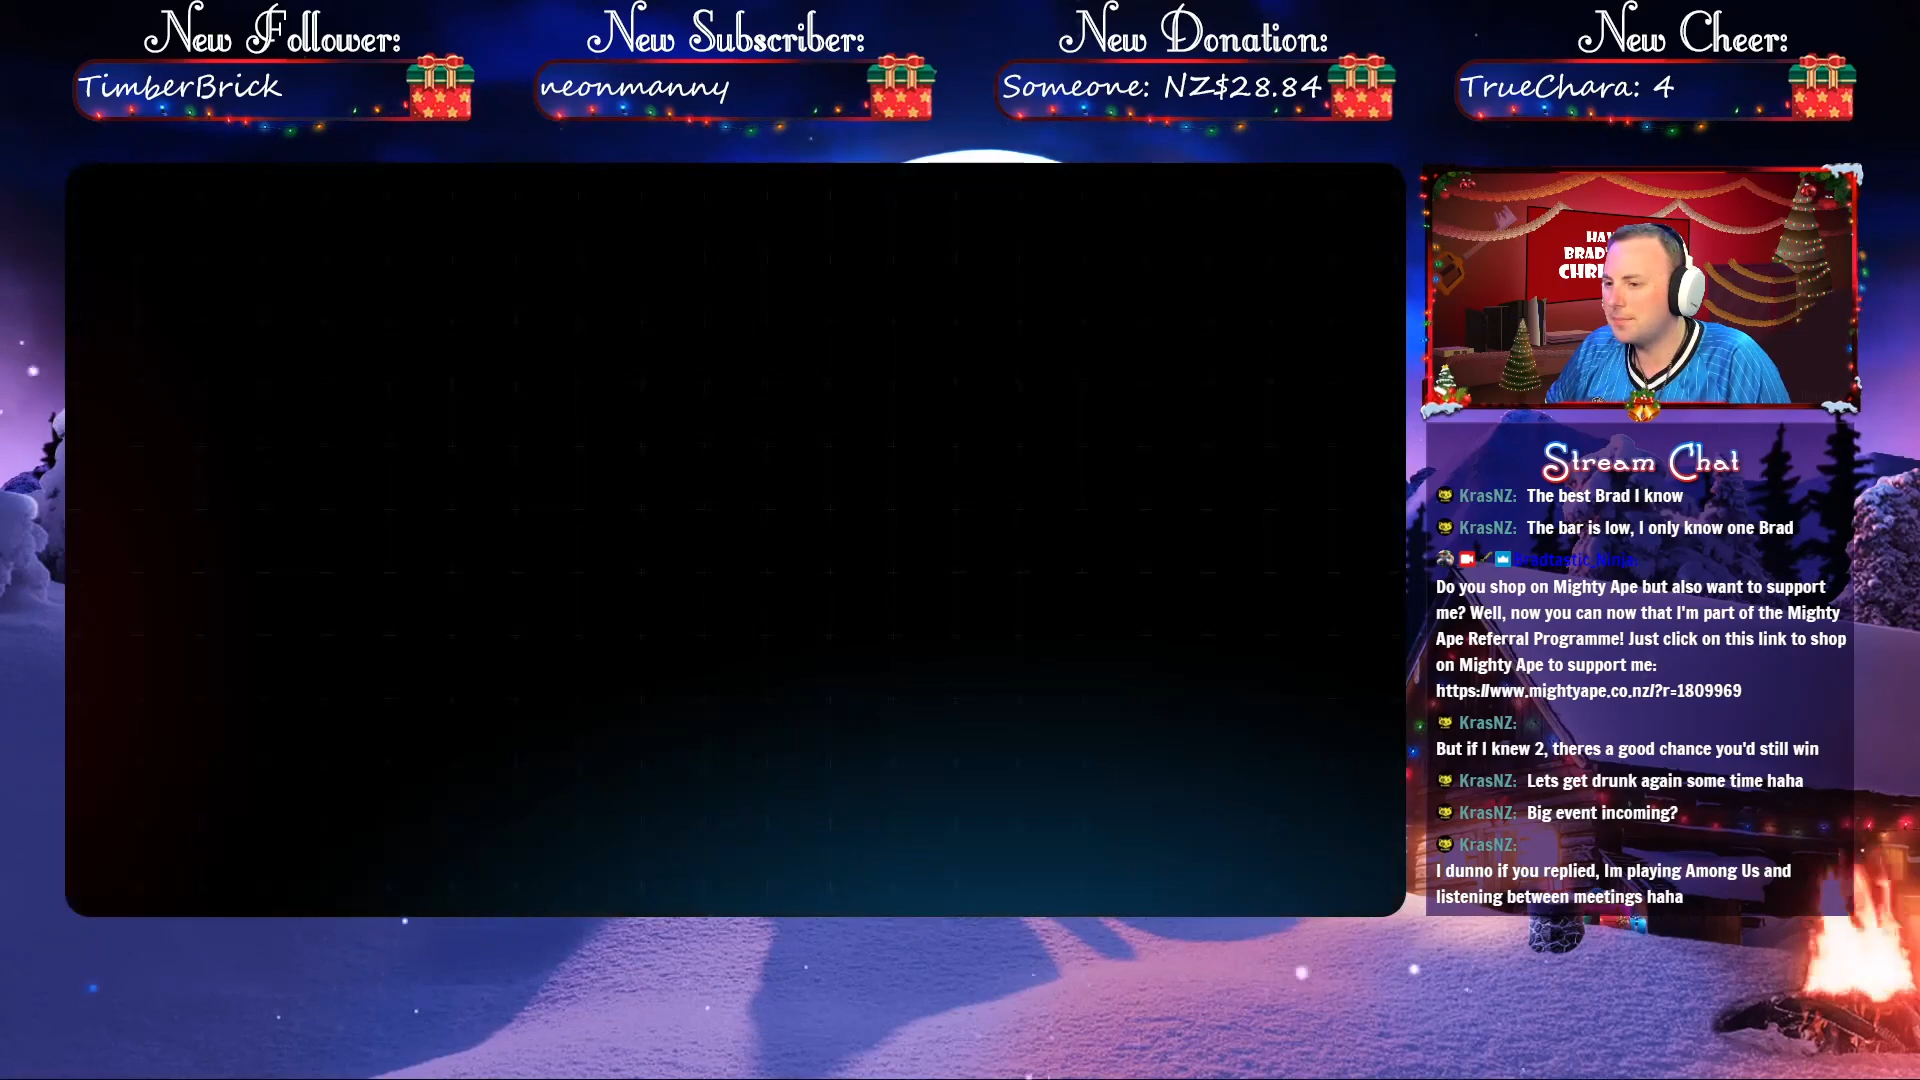 New Follower:
TimberBrick
New Subscriber:
neonmanny
New Donation:
Someone: NZ$28.84
New Cheer:
TrueChara: 4
Stream Chat
KrasNZ: The best Brad I know
KrasNZ: The bar is low, I only know one Brad
Bradtastic_Ninja:
Do you shop on Mighty Ape but also want to support
me? Well, now you can now that I'm part of the Mighty
Ape Referral Programme! Just click on this link to shop
on Mighty Ape to support me:
https://www.mightyape.co.nz/?r=1809969
KrasNZ:
But if I knew 2, theres a good chance you'd still win
KrasNZ: Lets get drunk again some time haha
KrasNZ: Big event incoming?
KrasNZ:
I dunno if you replied, Im playing Among Us and
listening between meetings haha